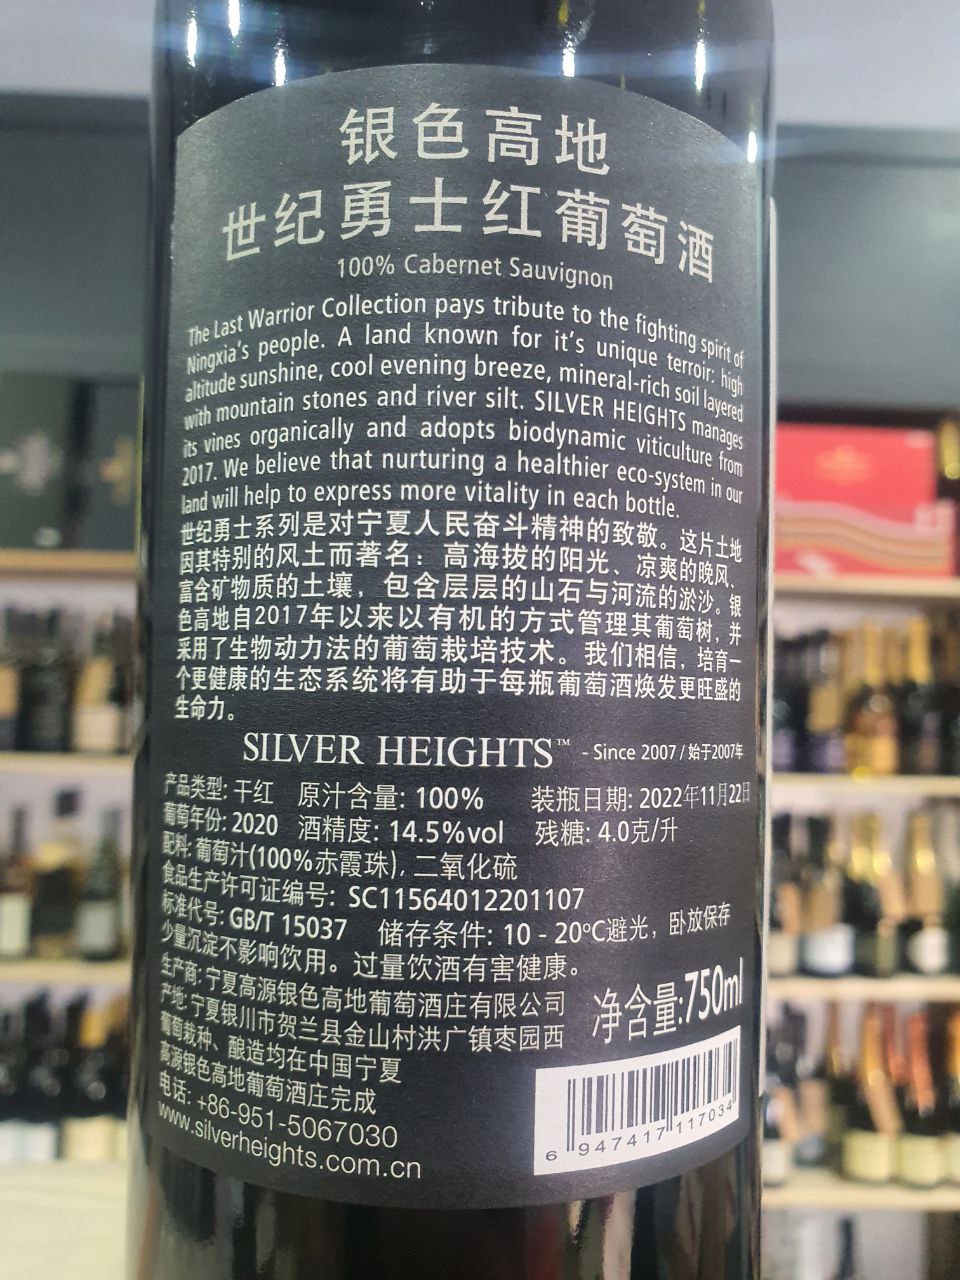 银色高地
世纪勇士红葡萄酒
100% Cabernet Sauvignon
The Last Warrior Collection pays tribute to the fighting spirit of
Ningxia's people. A land known for it's unique terroir: high
altitude sunshine, cool evening breeze, mineral-rich soil layered
with mountain stones and river silt. SILVER HEIGHTS manages
its vines organically and adopts biodynamic viticulture from
2017. We believe that nurturing a healthier eco-system in our
land will help to express more vitality in each bottle.
世纪勇士系列是对宁夏人民奋斗精神的致敬。这片土地
因其特别的风土而著名：高海拔的阳光、凉爽的晚风、
富含矿物质的土壤，包含层层的山石与河流的淤沙。银
色高地自2017年以来以有机的方式管理其葡萄树，并
采用了生物动力法的葡萄栽培技术。我们相信，培育一
个更健康的生态系统将有助于每瓶葡萄酒焕发更旺盛的
生命力。
SILVER HEIGHTS™ - Since 2007 / 始于2007年
产品类型: 干红 原汁含量: 100% 装瓶日期: 2022年11月22日
葡萄年份: 2020 酒精度: 14.5%vol 残糖: 4.0克/升
配料: 葡萄汁(100%赤霞珠), 二氧化硫
食品生产许可证编号: SC11564012201107
标准代号: GB/T 15037 储存条件: 10 - 20°C避光，卧放保存
少量沉淀不影响饮用。过量饮酒有害健康。
生产商: 宁夏高源银色高地葡萄酒庄有限公司
产地: 宁夏银川市贺兰县金山村洪广镇枣园西
葡萄栽种、酿造均在中国宁夏
高源银色高地葡萄酒庄完成
电话: +86-951-5067030
www.silverheights.com.cn
净含量:750ml
6 947417 117034